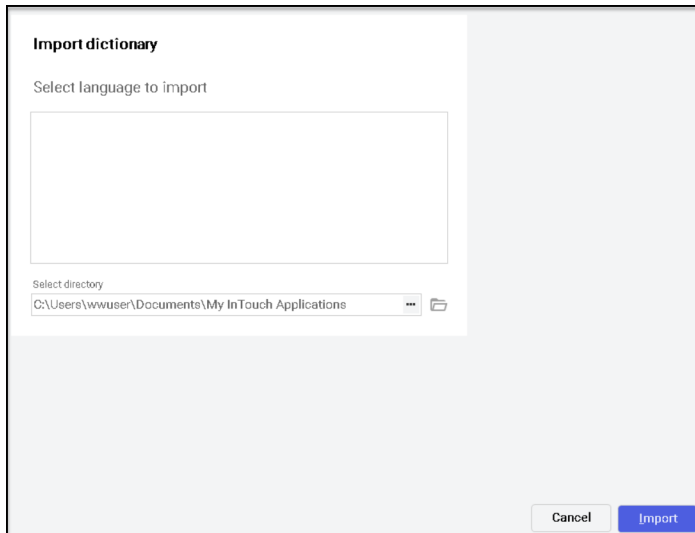 Import dictionary
Select language to import
Select directory
C:\Users\wwuser\Documents\My InTouch Applications
Cancel
Import